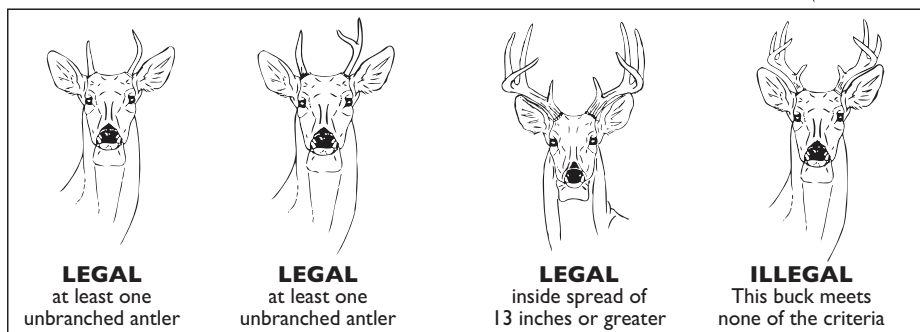 LEGAL
at least one
unbranched antler
LEGAL
at least one
unbranched antler
LEGAL
inside spread of
13 inches or greater
ILLEGAL
This buck meets
none of the criteria